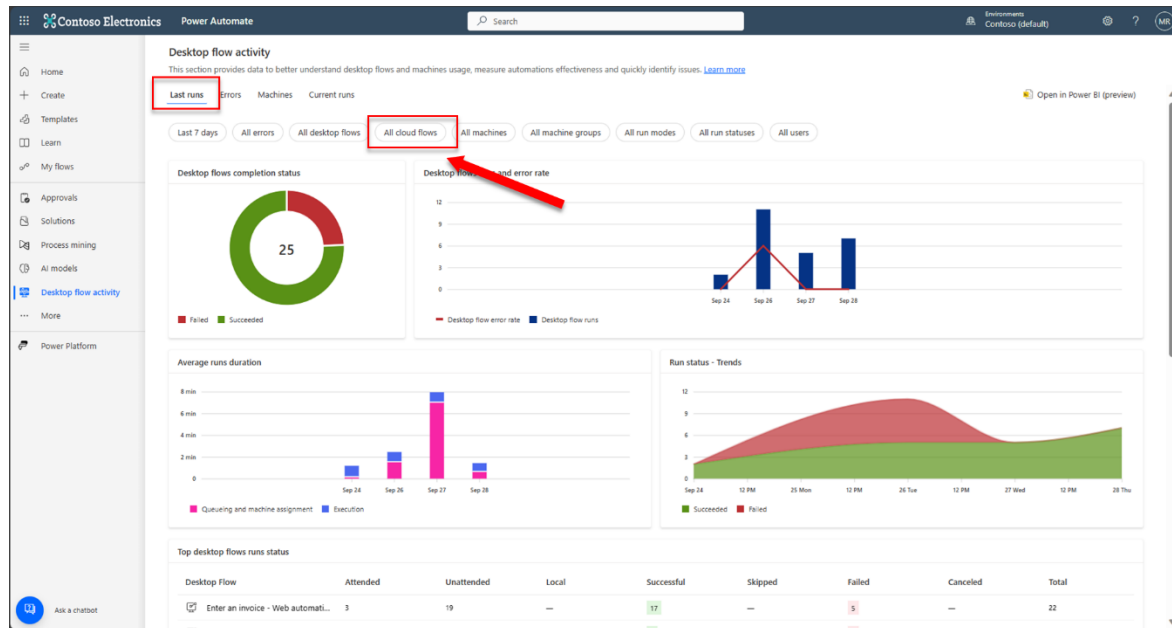 Contoso Electronics Power Automate Search Environments
Contoso (default) ? MR
Home
Create
Templates
Learn
My flows
Approvals
Solutions
Process mining
AI models
Desktop flow activity
More
Power Platform
Ask a chatbot
Desktop flow activity
This section provides data to better understand desktop flows and machines usage, measure automations effectiveness and quickly identify issues. Learn more
Last runs Errors Machines Current runs Open in Power BI (preview)
Last 7 days All errors All desktop flows All cloud flows All machines All machine groups All run modes All run statuses All users
Desktop flows completion status
25
Failed Succeeded
Desktop flows and error rate
12
9
6
3
0
Sep 24 Sep 26 Sep 27 Sep 28
Desktop flow error rate Desktop flow runs
Average runs duration
8 min
6 min
4 min
2 min
0
Sep 24 Sep 26 Sep 27 Sep 28
Queueing and machine assignment Execution
Run status - Trends
12
9
6
3
0
Sep 24 12 PM 25 Mon 12 PM 26 Tue 12 PM 27 Wed 12 PM 28 Thu
Succeeded Failed
Top desktop flows runs status
Desktop Flow Attended Unattended Local Successful Skipped Failed Canceled Total
Enter an invoice - Web automati... 3 19 — 17 — 5 — 22